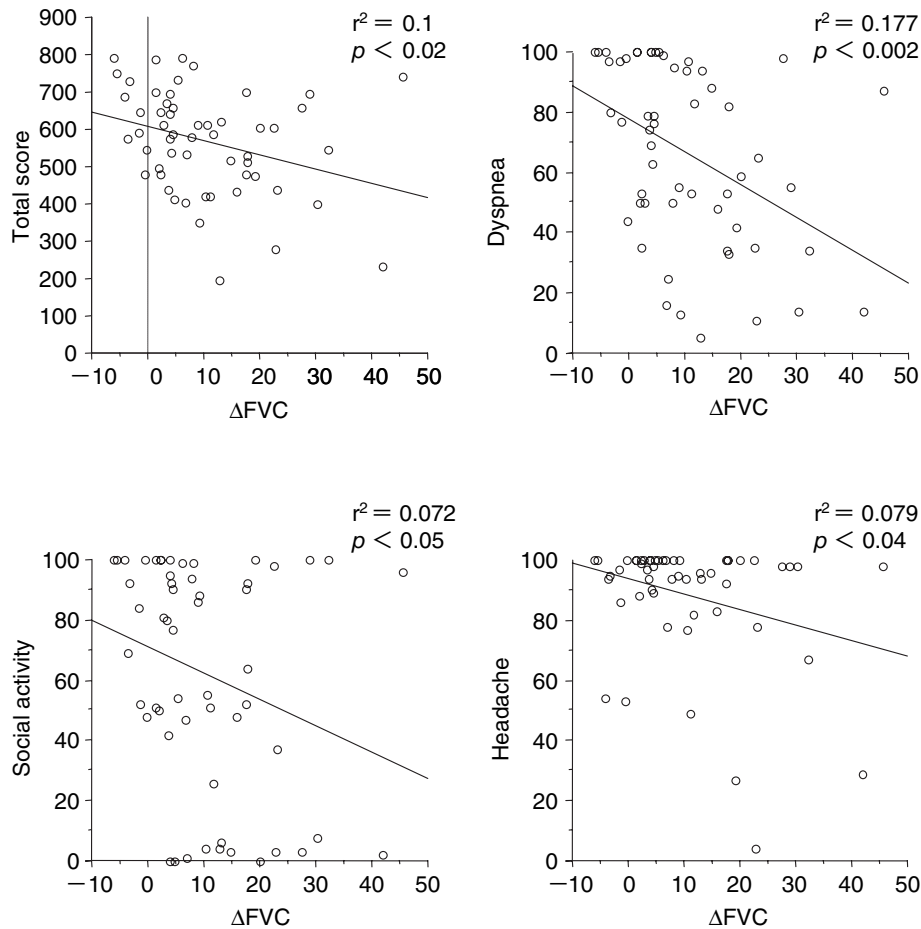 r² = 0.1
p < 0.02
900
800
700
600
500
400
300
200
100
0
Total score
−10 0 10 20 30 40 50
ΔFVC
r² = 0.177
p < 0.002
100
80
60
40
20
0
Dyspnea
−10 0 10 20 30 40 50
ΔFVC
r² = 0.072
p < 0.05
100
80
60
40
20
0
Social activity
−10 0 10 20 30 40 50
ΔFVC
r² = 0.079
p < 0.04
100
80
60
40
20
0
Headache
−10 0 10 20 30 40 50
ΔFVC